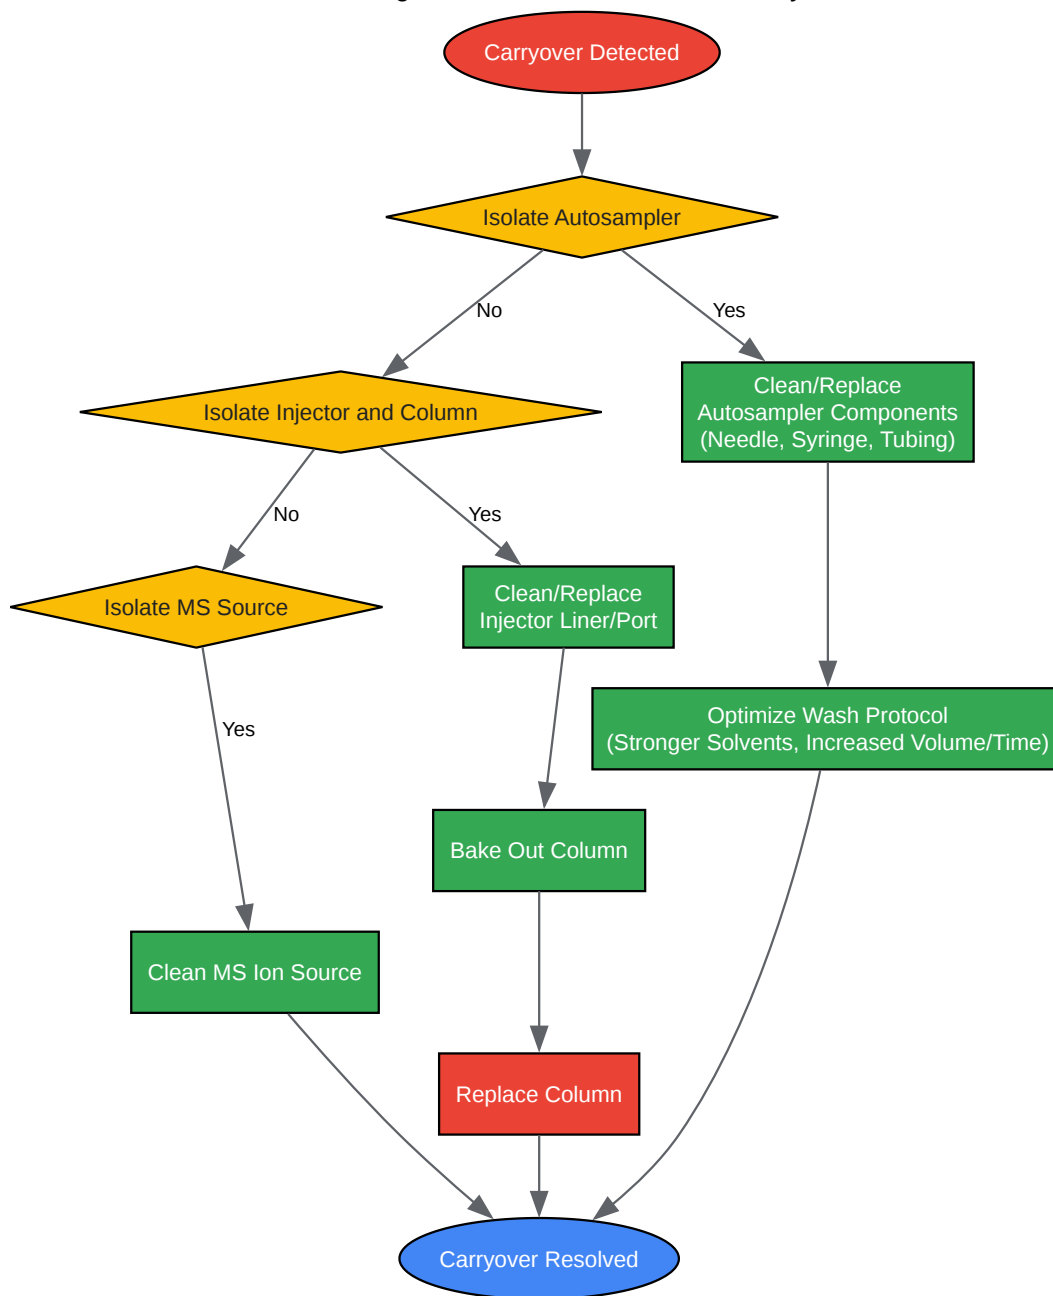 Carryover Detected
Isolate Autosampler
No
Yes
Isolate Injector and Column
Clean/Replace
Autosampler Components
(Needle, Syringe, Tubing)
No
Yes
Isolate MS Source
Clean/Replace
Injector Liner/Port
Yes
Optimize Wash Protocol
(Stronger Solvents, Increased Volume/Time)
Bake Out Column
Clean MS Ion Source
Replace Column
Carryover Resolved